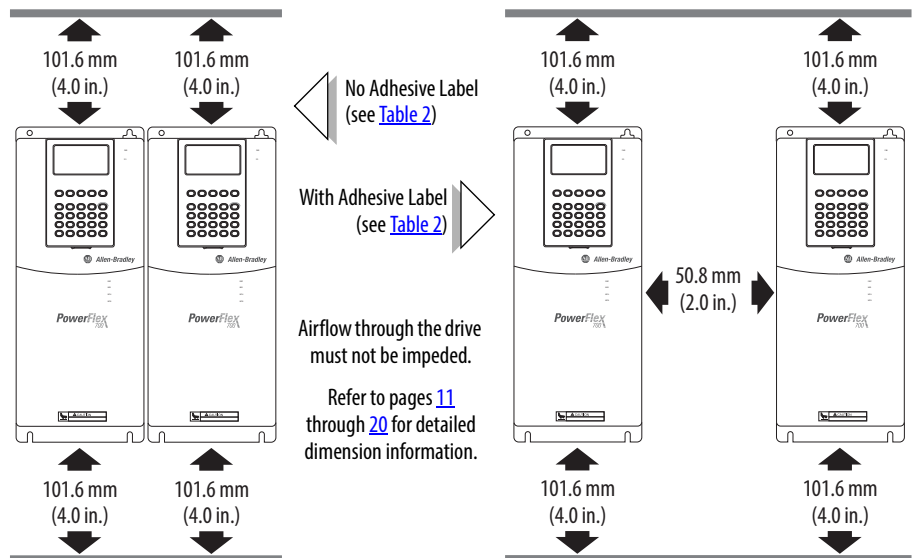 101.6 mm
(4.0 in.)
101.6 mm
(4.0 in.)
No Adhesive Label
(see Table 2)
With Adhesive Label
(see Table 2)
Airflow through the drive
must not be impeded.
Refer to pages 11
through 20 for detailed
dimension information.
101.6 mm
(4.0 in.)
101.6 mm
(4.0 in.)
Allen-Bradley
PowerFlex
700
Allen-Bradley
PowerFlex
700
101.6 mm
(4.0 in.)
101.6 mm
(4.0 in.)
Allen-Bradley
PowerFlex
700
50.8 mm
(2.0 in.)
Allen-Bradley
PowerFlex
700
101.6 mm
(4.0 in.)
101.6 mm
(4.0 in.)